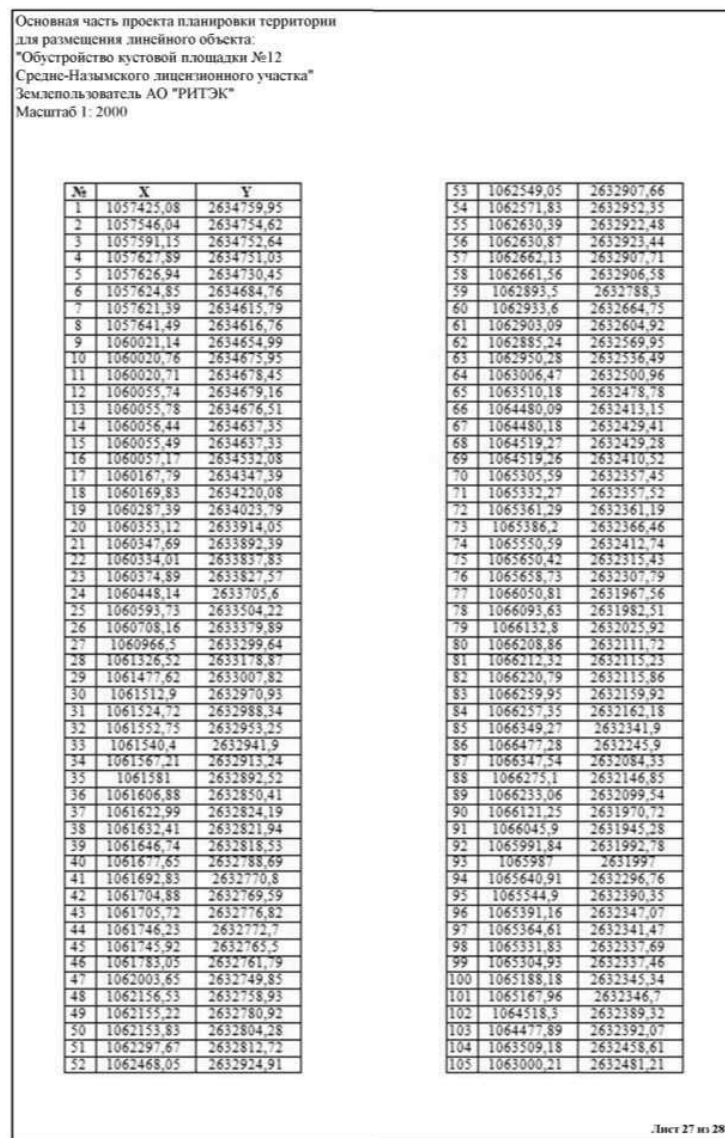 Основная часть проекта планировки территории
для размещения линейного объекта:
"Обустройство кустовой площадки №12
Средне-Назымского лицензионного участка"
Землепользователь АО "РИТЭК"
Масштаб 1: 2000
№ X Y
1 1057425,08 2634759,95
2 1057546,04 2634754,62
3 1057591,15 2634752,64
4 1057627,89 2634751,03
5 1057626,94 2634730,45
6 1057624,85 2634684,76
7 1057621,39 2634615,79
8 1057641,49 2634616,76
9 1060021,14 2634654,99
10 1060020,76 2634675,95
11 1060020,71 2634678,45
12 1060055,74 2634679,16
13 1060055,78 2634676,51
14 1060056,44 2634637,35
15 1060055,49 2634637,33
16 1060057,17 2634532,08
17 1060167,79 2634347,39
18 1060169,83 2634220,08
19 1060287,39 2634023,79
20 1060353,12 2633914,05
21 1060347,69 2633892,39
22 1060334,01 2633837,83
23 1060374,89 2633827,57
24 1060448,14 2633705,6
25 1060593,73 2633504,22
26 1060708,16 2633379,89
27 1060966,5 2633299,64
28 1061326,52 2633178,87
29 1061477,62 2633007,82
30 1061512,9 2632970,93
31 1061524,72 2632988,34
32 1061552,75 2632953,25
33 1061540,4 2632941,9
34 1061567,21 2632913,24
35 1061581 2632892,52
36 1061606,88 2632850,41
37 1061622,99 2632824,19
38 1061632,41 2632821,94
39 1061646,74 2632818,53
40 1061677,65 2632788,69
41 1061692,83 2632770,8
42 1061704,88 2632769,59
43 1061705,72 2632776,82
44 1061746,23 2632772,7
45 1061745,92 2632765,5
46 1061783,05 2632761,79
47 1062003,65 2632749,85
48 1062156,53 2632758,93
49 1062155,22 2632780,92
50 1062153,83 2632804,28
51 1062297,67 2632812,72
52 1062468,05 2632924,91
53 1062549,05 2632907,66
54 1062571,83 2632952,35
55 1062630,39 2632922,48
56 1062630,87 2632923,44
57 1062662,13 2632907,71
58 1062661,56 2632906,58
59 1062893,5 2632788,3
60 1062933,6 2632664,75
61 1062903,09 2632604,92
62 1062885,24 2632569,95
63 1062950,28 2632536,49
64 1063006,47 2632500,96
65 1063510,18 2632478,78
66 1064480,09 2632413,15
67 1064480,18 2632429,41
68 1064519,27 2632429,28
69 1064519,26 2632410,52
70 1065305,59 2632357,45
71 1065332,27 2632357,52
72 1065361,29 2632361,19
73 1065386,2 2632366,46
74 1065550,59 2632412,74
75 1065650,42 2632315,43
76 1065658,73 2632307,79
77 1066050,81 2631967,56
78 1066093,63 2631982,51
79 1066132,8 2632025,92
80 1066208,86 2632111,72
81 1066212,32 2632115,23
82 1066220,79 2632115,86
83 1066259,95 2632159,92
84 1066257,35 2632162,18
85 1066349,27 2632341,9
86 1066477,28 2632245,9
87 1066347,54 2632084,33
88 1066275,1 2632146,85
89 1066233,06 2632099,54
90 1066121,25 2631970,72
91 1066045,9 2631945,28
92 1065991,84 2631992,78
93 1065987 2631997
94 1065640,91 2632296,76
95 1065544,9 2632390,35
96 1065391,16 2632347,07
97 1065364,61 2632341,47
98 1065331,83 2632337,69
99 1065304,93 2632337,46
100 1065188,18 2632345,34
101 1065167,96 2632346,7
102 1064518,3 2632389,32
103 1064477,89 2632392,07
104 1063509,18 2632458,61
105 1063000,21 2632481,21
Лист 27 из 28